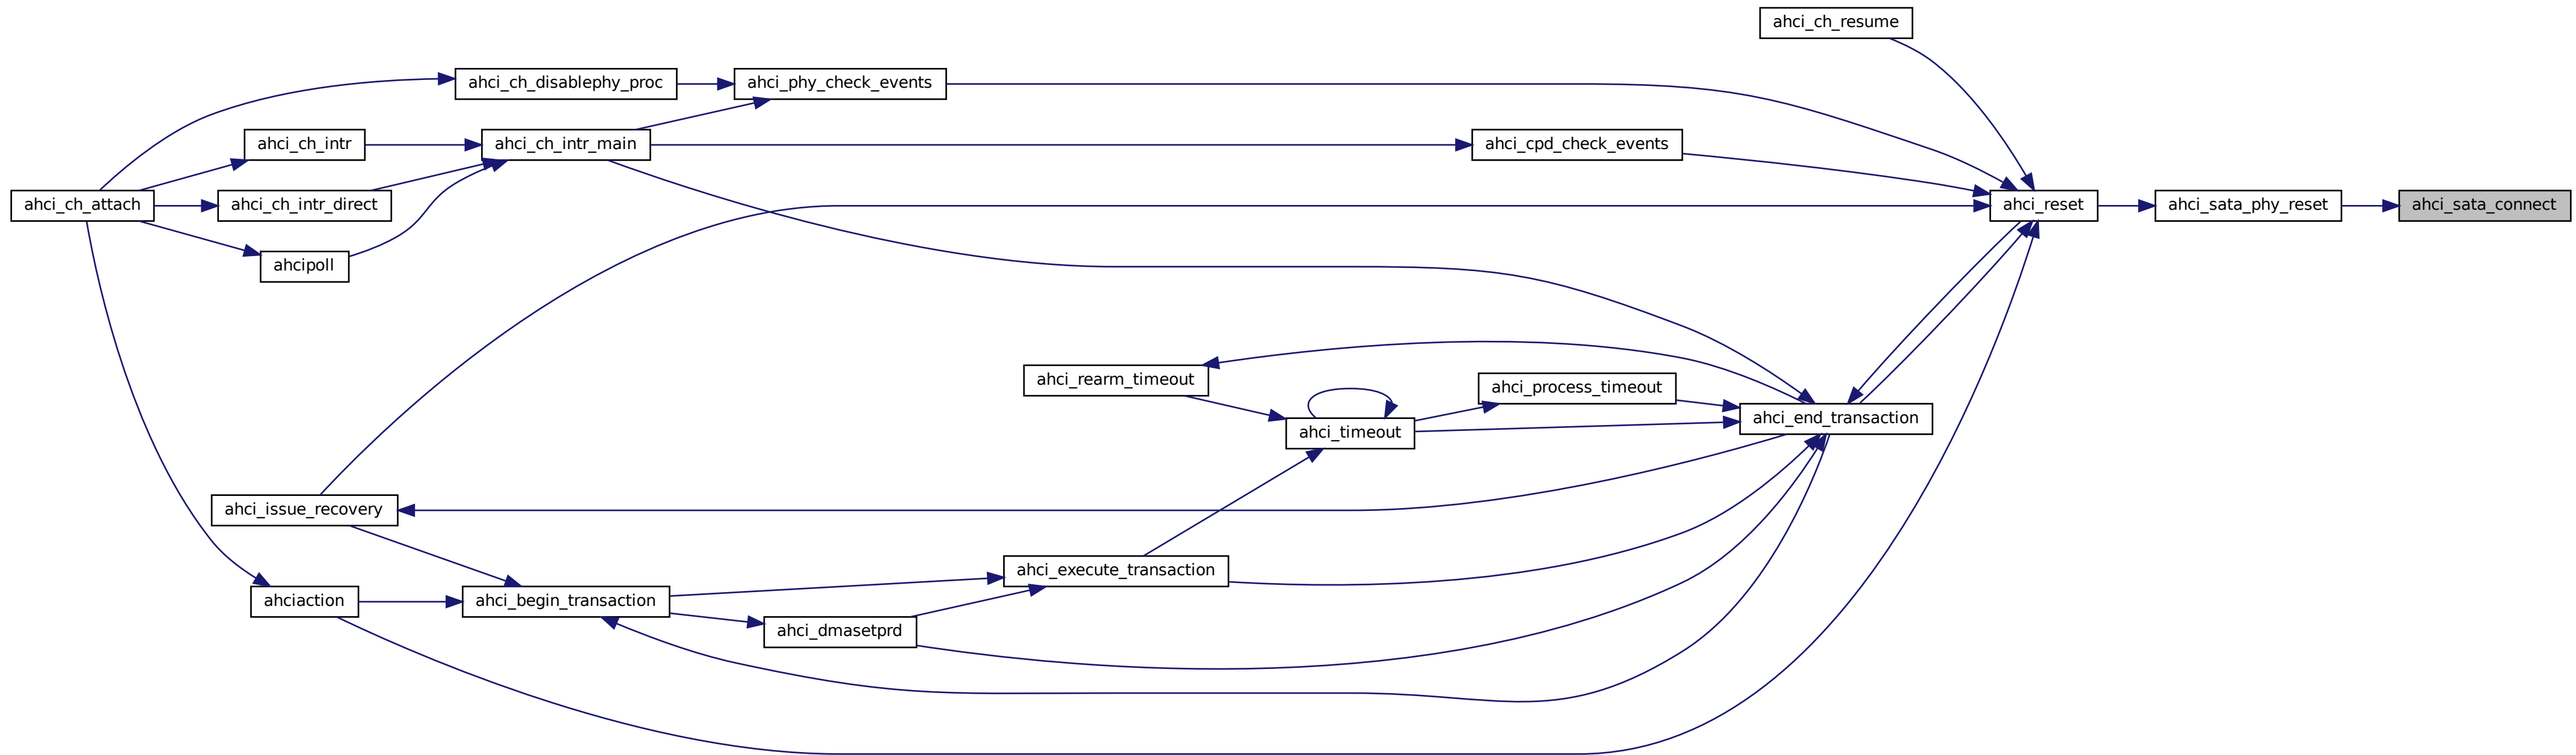 ahci_ch_resume
ahci_ch_disablephy_proc
ahci_phy_check_events
ahci_ch_intr
ahci_ch_intr_main
ahci_cpd_check_events
ahci_ch_attach
ahci_ch_intr_direct
ahci_reset
ahci_sata_phy_reset
ahci_sata_connect
ahcipoll
ahci_rearm_timeout
ahci_process_timeout
ahci_timeout
ahci_end_transaction
ahci_issue_recovery
ahci_execute_transaction
ahciaction
ahci_begin_transaction
ahci_dmasetprd